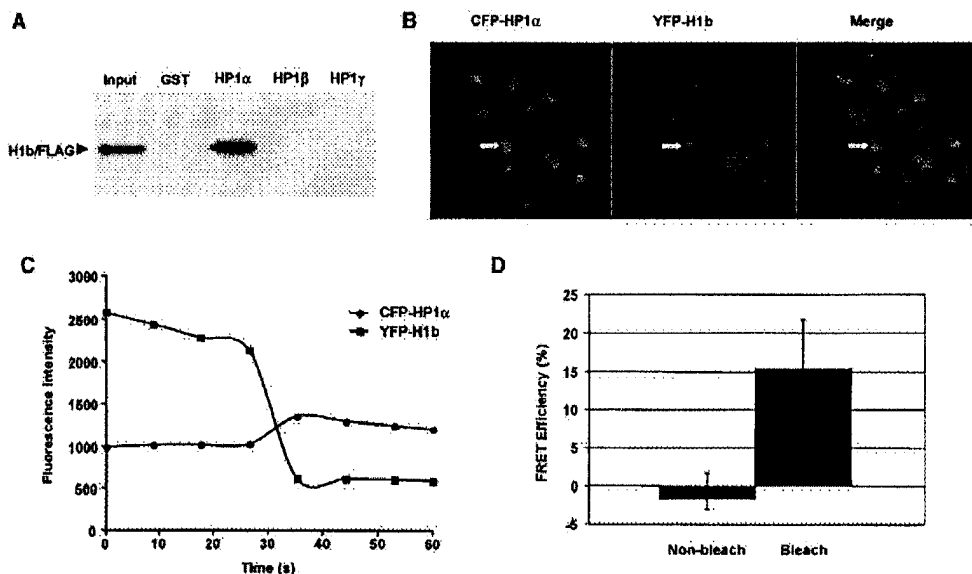 A
Input GST HP1α HP1β HP1γ
H1b/FLAG
B
CFP-HP1α YFP-H1b Merge
C
3000
2500
2000
1500
1000
500
0
Fluorescence intensity
CFP-HP1α
YFP-H1b
0 10 20 30 40 50 60
Time (s)
D
25
20
15
10
5
0
-5
FRET Efficiency (%)
Non-bleach Bleach